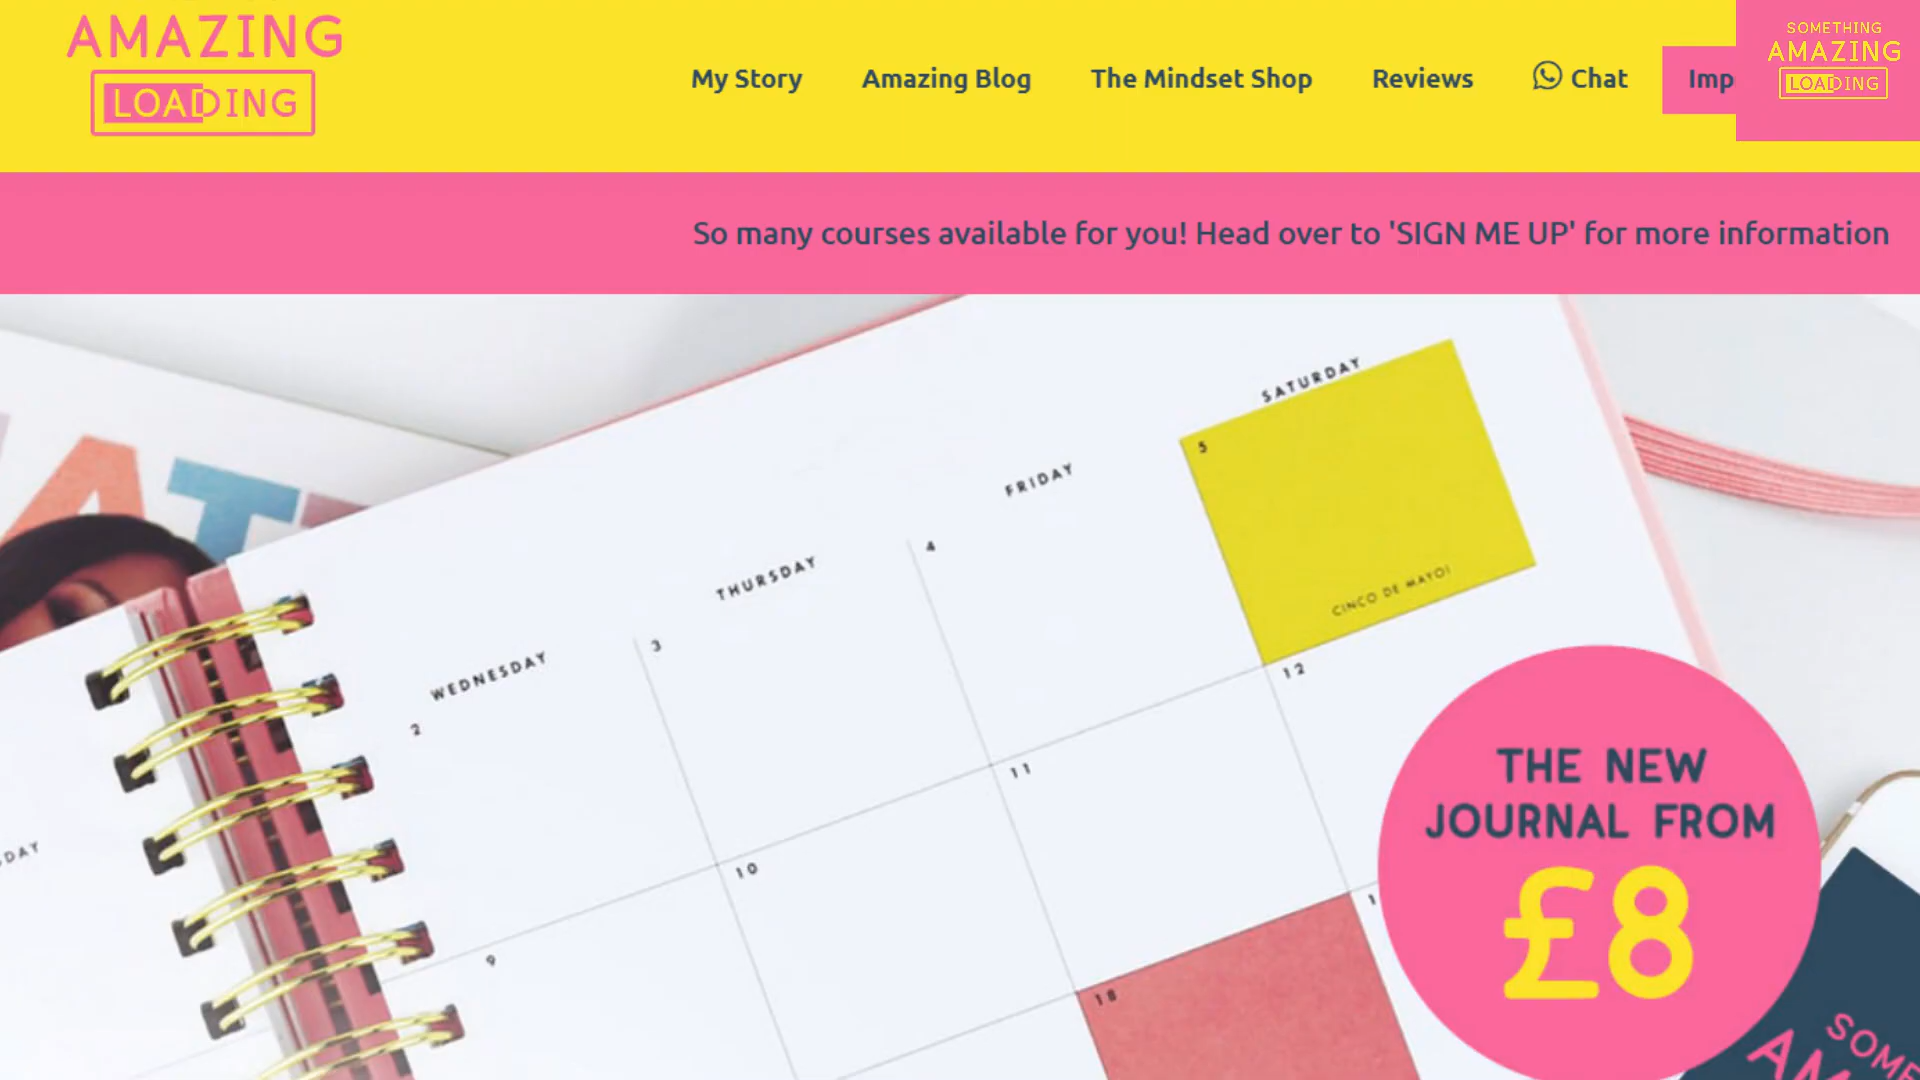 AMAZING
LOADING
My Story
Amazing Blog
The Mindset Shop
Reviews
Chat
Imp
SOMETHING
AMAZING
LOADING
So many courses available for you! Head over to 'SIGN ME UP' for more information
SATURDAY
5
CINCO DE MAYO!
FRIDAY
4
THURSDAY
3
WEDNESDAY
2
12
11
10
9
18
THE NEW
JOURNAL FROM
£8